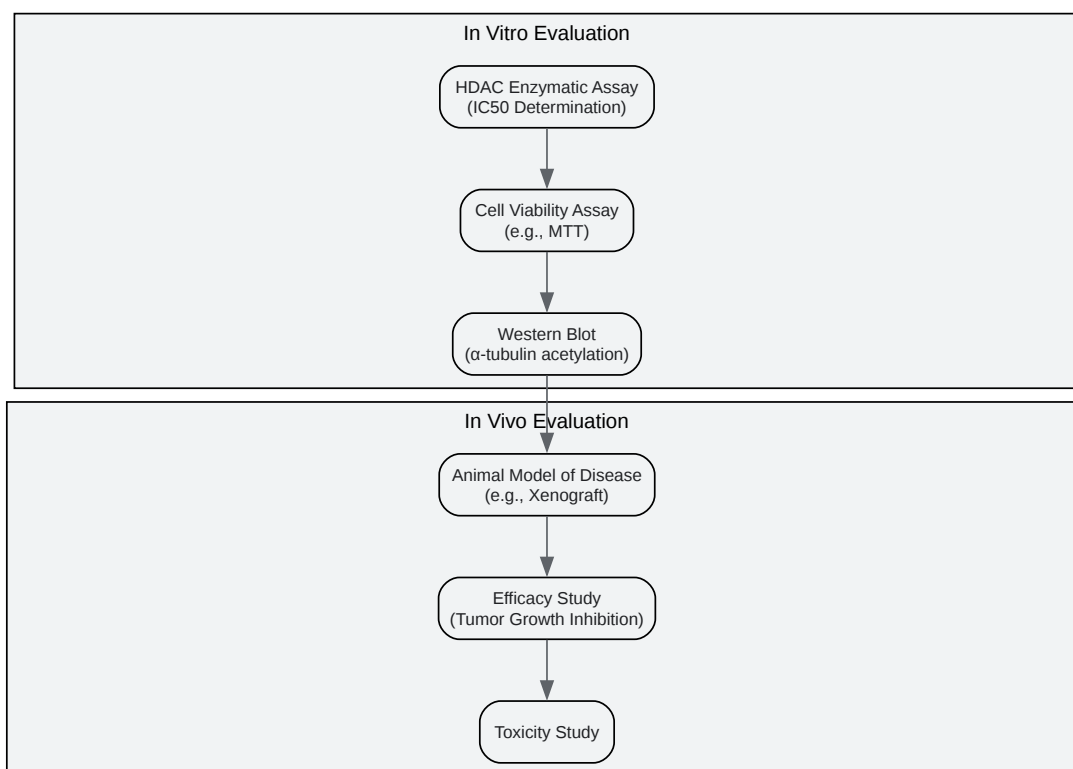 In Vitro Evaluation
HDAC Enzymatic Assay
(IC50 Determination)
Cell Viability Assay
(e.g., MTT)
Western Blot
(α-tubulin acetylation)
In Vivo Evaluation
Animal Model of Disease
(e.g., Xenograft)
Efficacy Study
(Tumor Growth Inhibition)
Toxicity Study